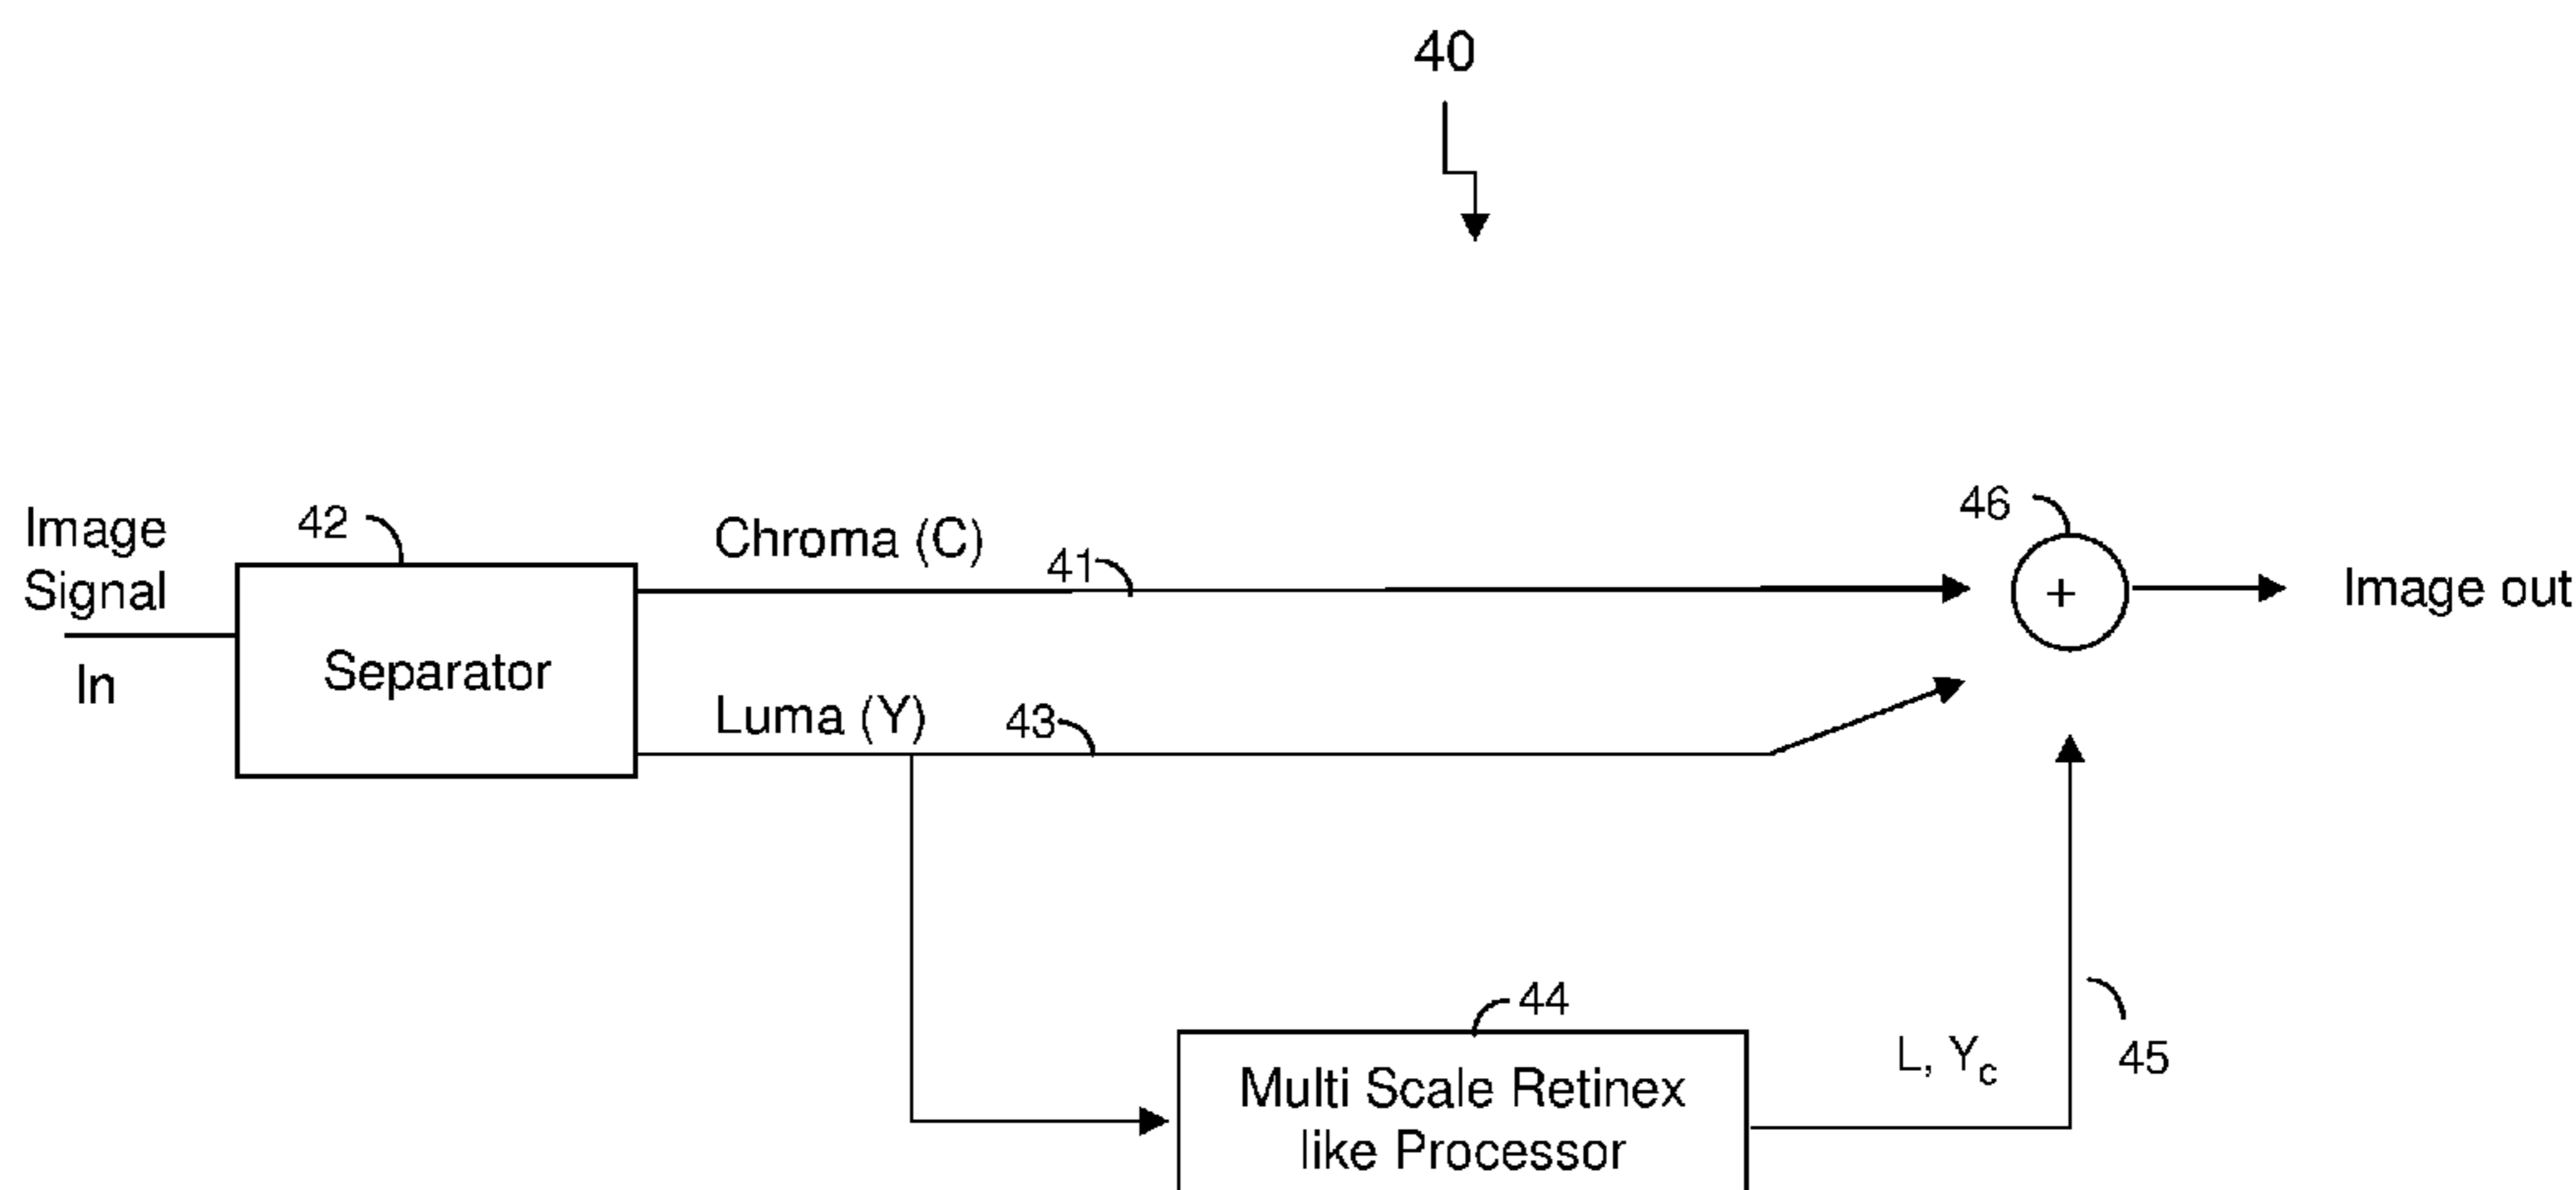 40
Image
Signal
In
42
Separator
Chroma (C)
41
Luma (Y)
43
46
+
Image out
44
Multi Scale Retinex
like Processor
L, Yc
45